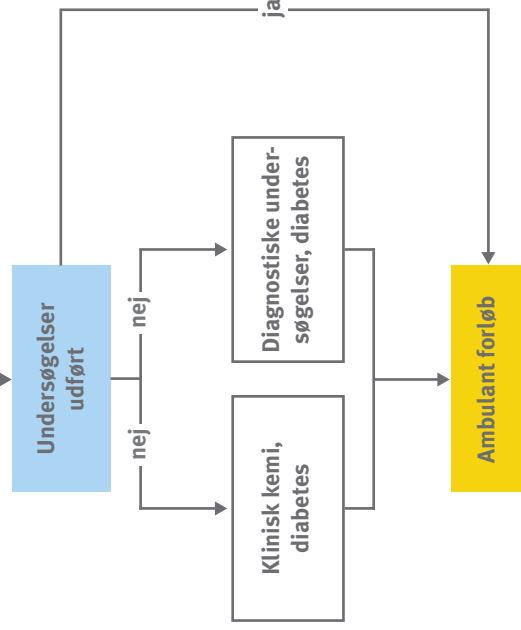 Undersøgelser
udført
ja
nej
nej
Klinisk kemi,
diabetes
Diagnostiske under-
søgelser, diabetes
Ambulant forløb